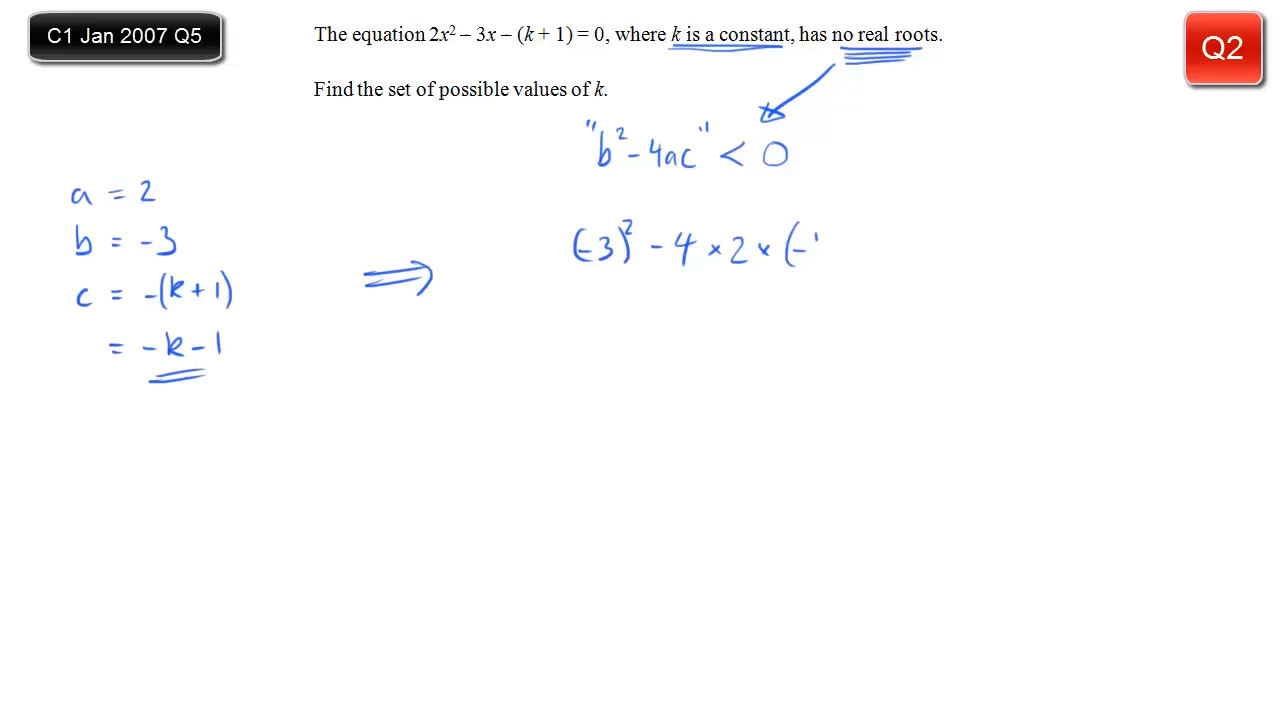 C1 Jan 2007 Q5
The equation 2x² – 3x – (k + 1) = 0, where k is a constant, has no real roots.
Q2
Find the set of possible values of k.
"b² - 4ac" < 0
a = 2
b = -3
c = -(k + 1)
= -k - 1
⟹ (-3)² - 4 × 2 × (-